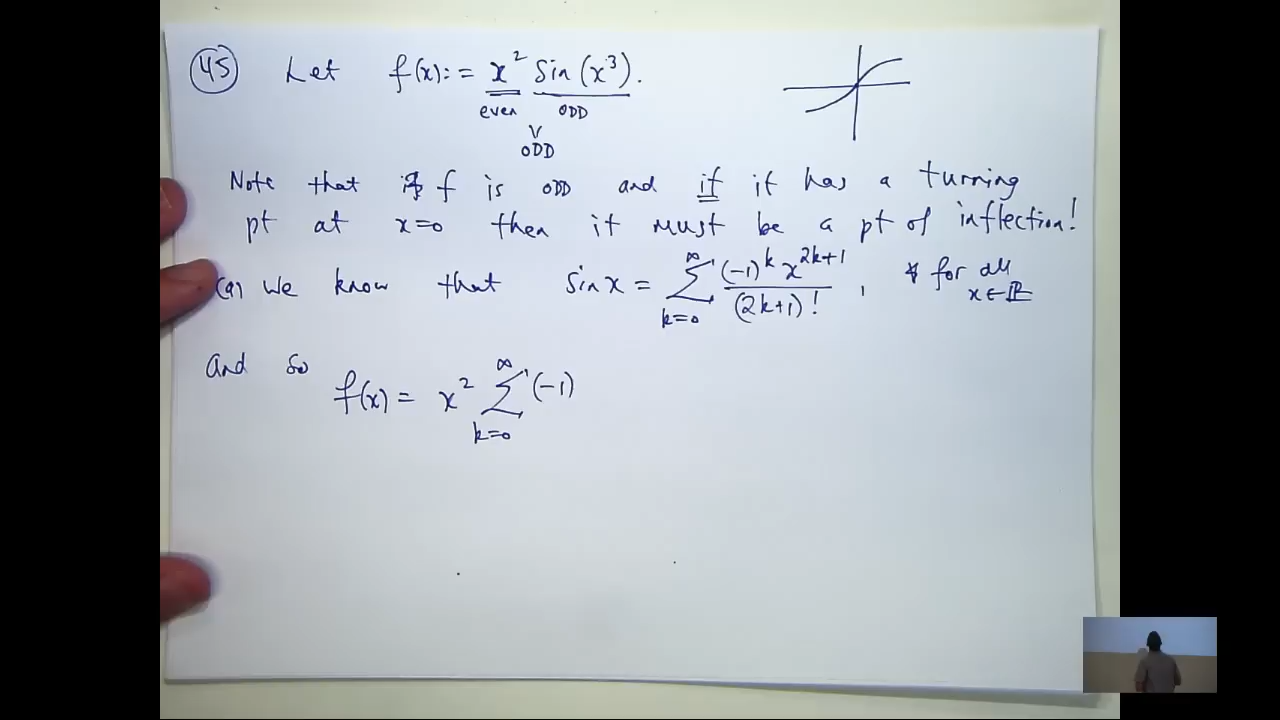 45 Let f(x):= x² Sin(x³).
even ODD
ODD
Note that if f is ODD and if it has a turning
pt at x=0 then it must be a pt of inflection!
(a) We know that sin x = ∑_{k=0}^{∞} (-1)^k x^{2k+1} / (2k+1)! , for all x∈ℝ
And so
f(x) = x² ∑_{k=0}^{∞} (-1)